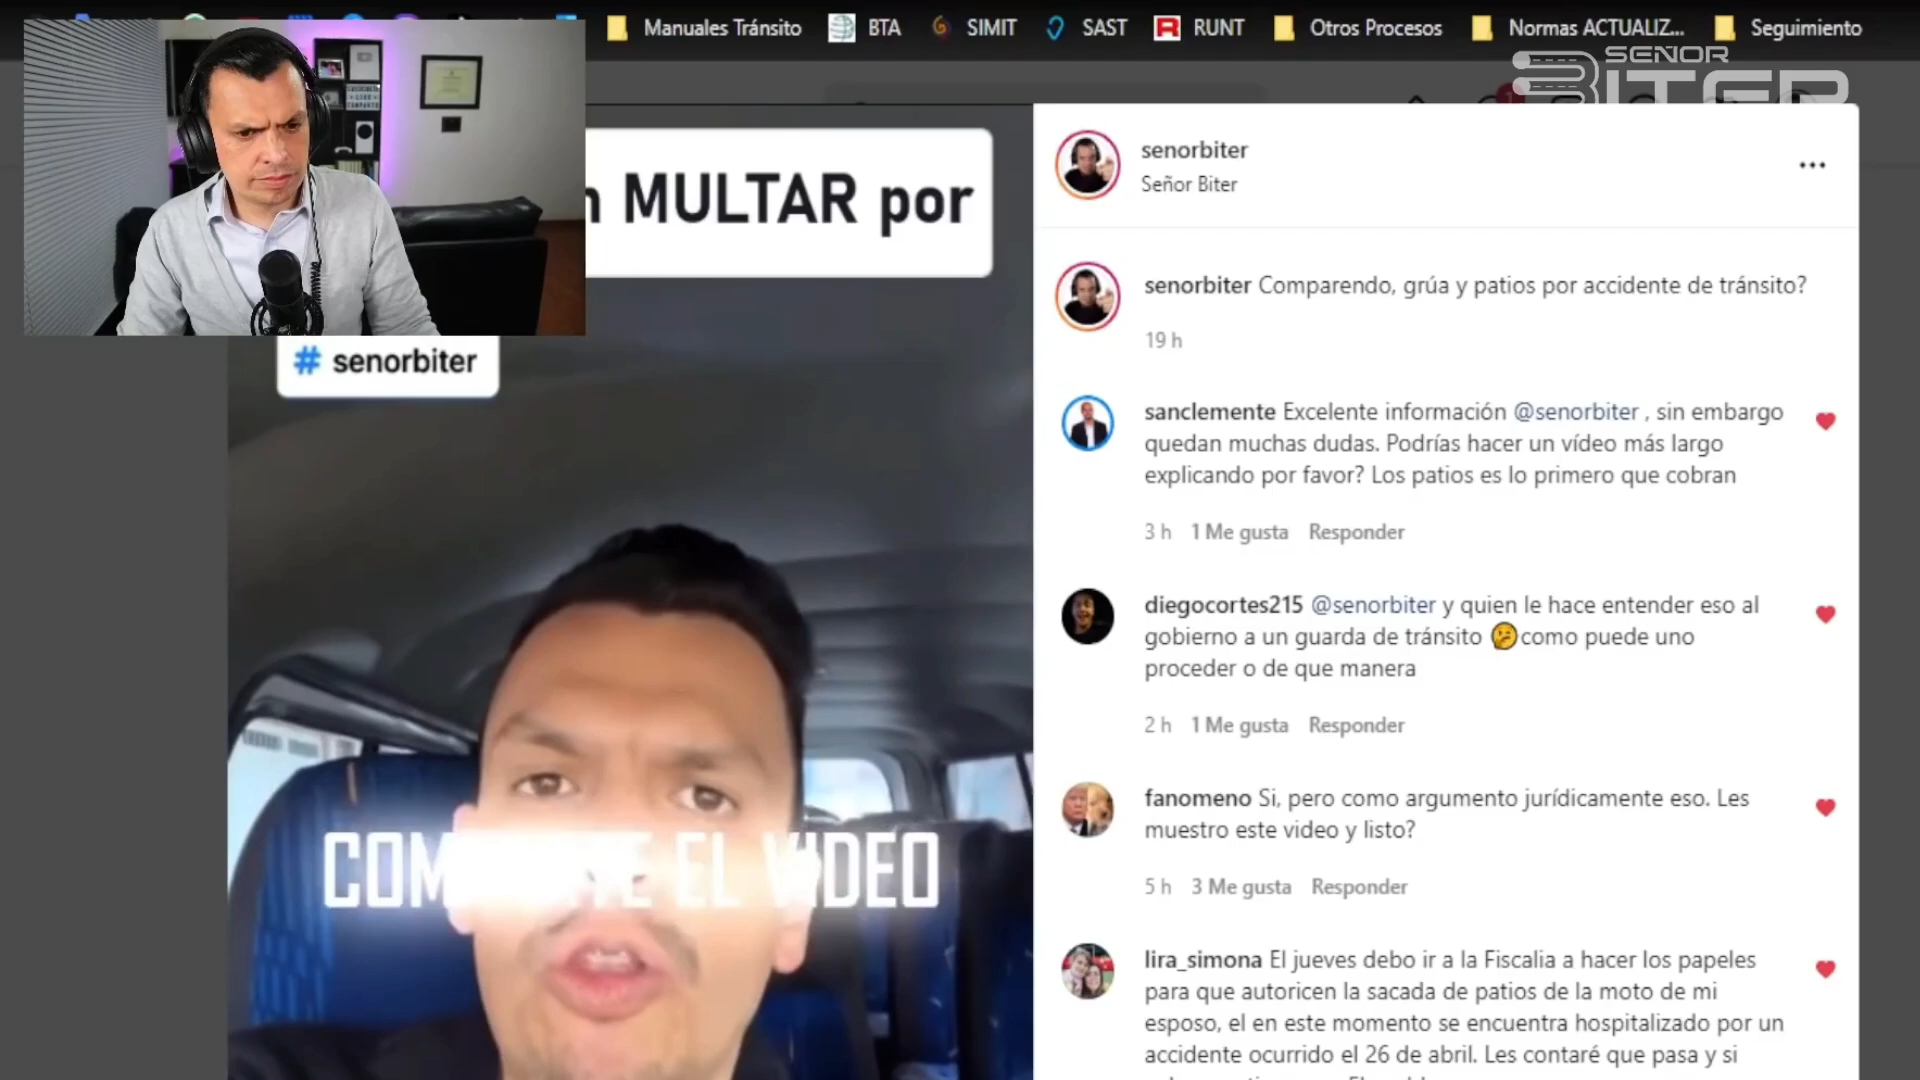 Manuales Tránsito
BTA
SIMIT
SAST
RUNT
Otros Procesos
Normas ACTUALIZ...
Seguimiento
SEÑOR
BITER
MULTAR por
# senorbiter
EL VIDEO
senorbiter
Señor Biter
senorbiter Comparendo, grúa y patios por accidente de tránsito?
19 h
sanclemente Excelente información @senorbiter , sin embargo
quedan muchas dudas. Podrías hacer un vídeo más largo
explicando por favor? Los patios es lo primero que cobran
3 h 1 Me gusta Responder
diegocortes215 @senorbiter y quien le hace entender eso al
gobierno a un guarda de tránsito 🤔como puede uno
proceder o de que manera
2 h 1 Me gusta Responder
fanomeno Si, pero como argumento jurídicamente eso. Les
muestro este video y listo?
5 h 3 Me gusta Responder
lira_simona El jueves debo ir a la Fiscalia a hacer los papeles
para que autoricen la sacada de patios de la moto de mi
esposo, el en este momento se encuentra hospitalizado por un
accidente ocurrido el 26 de abril. Les contaré que pasa y si